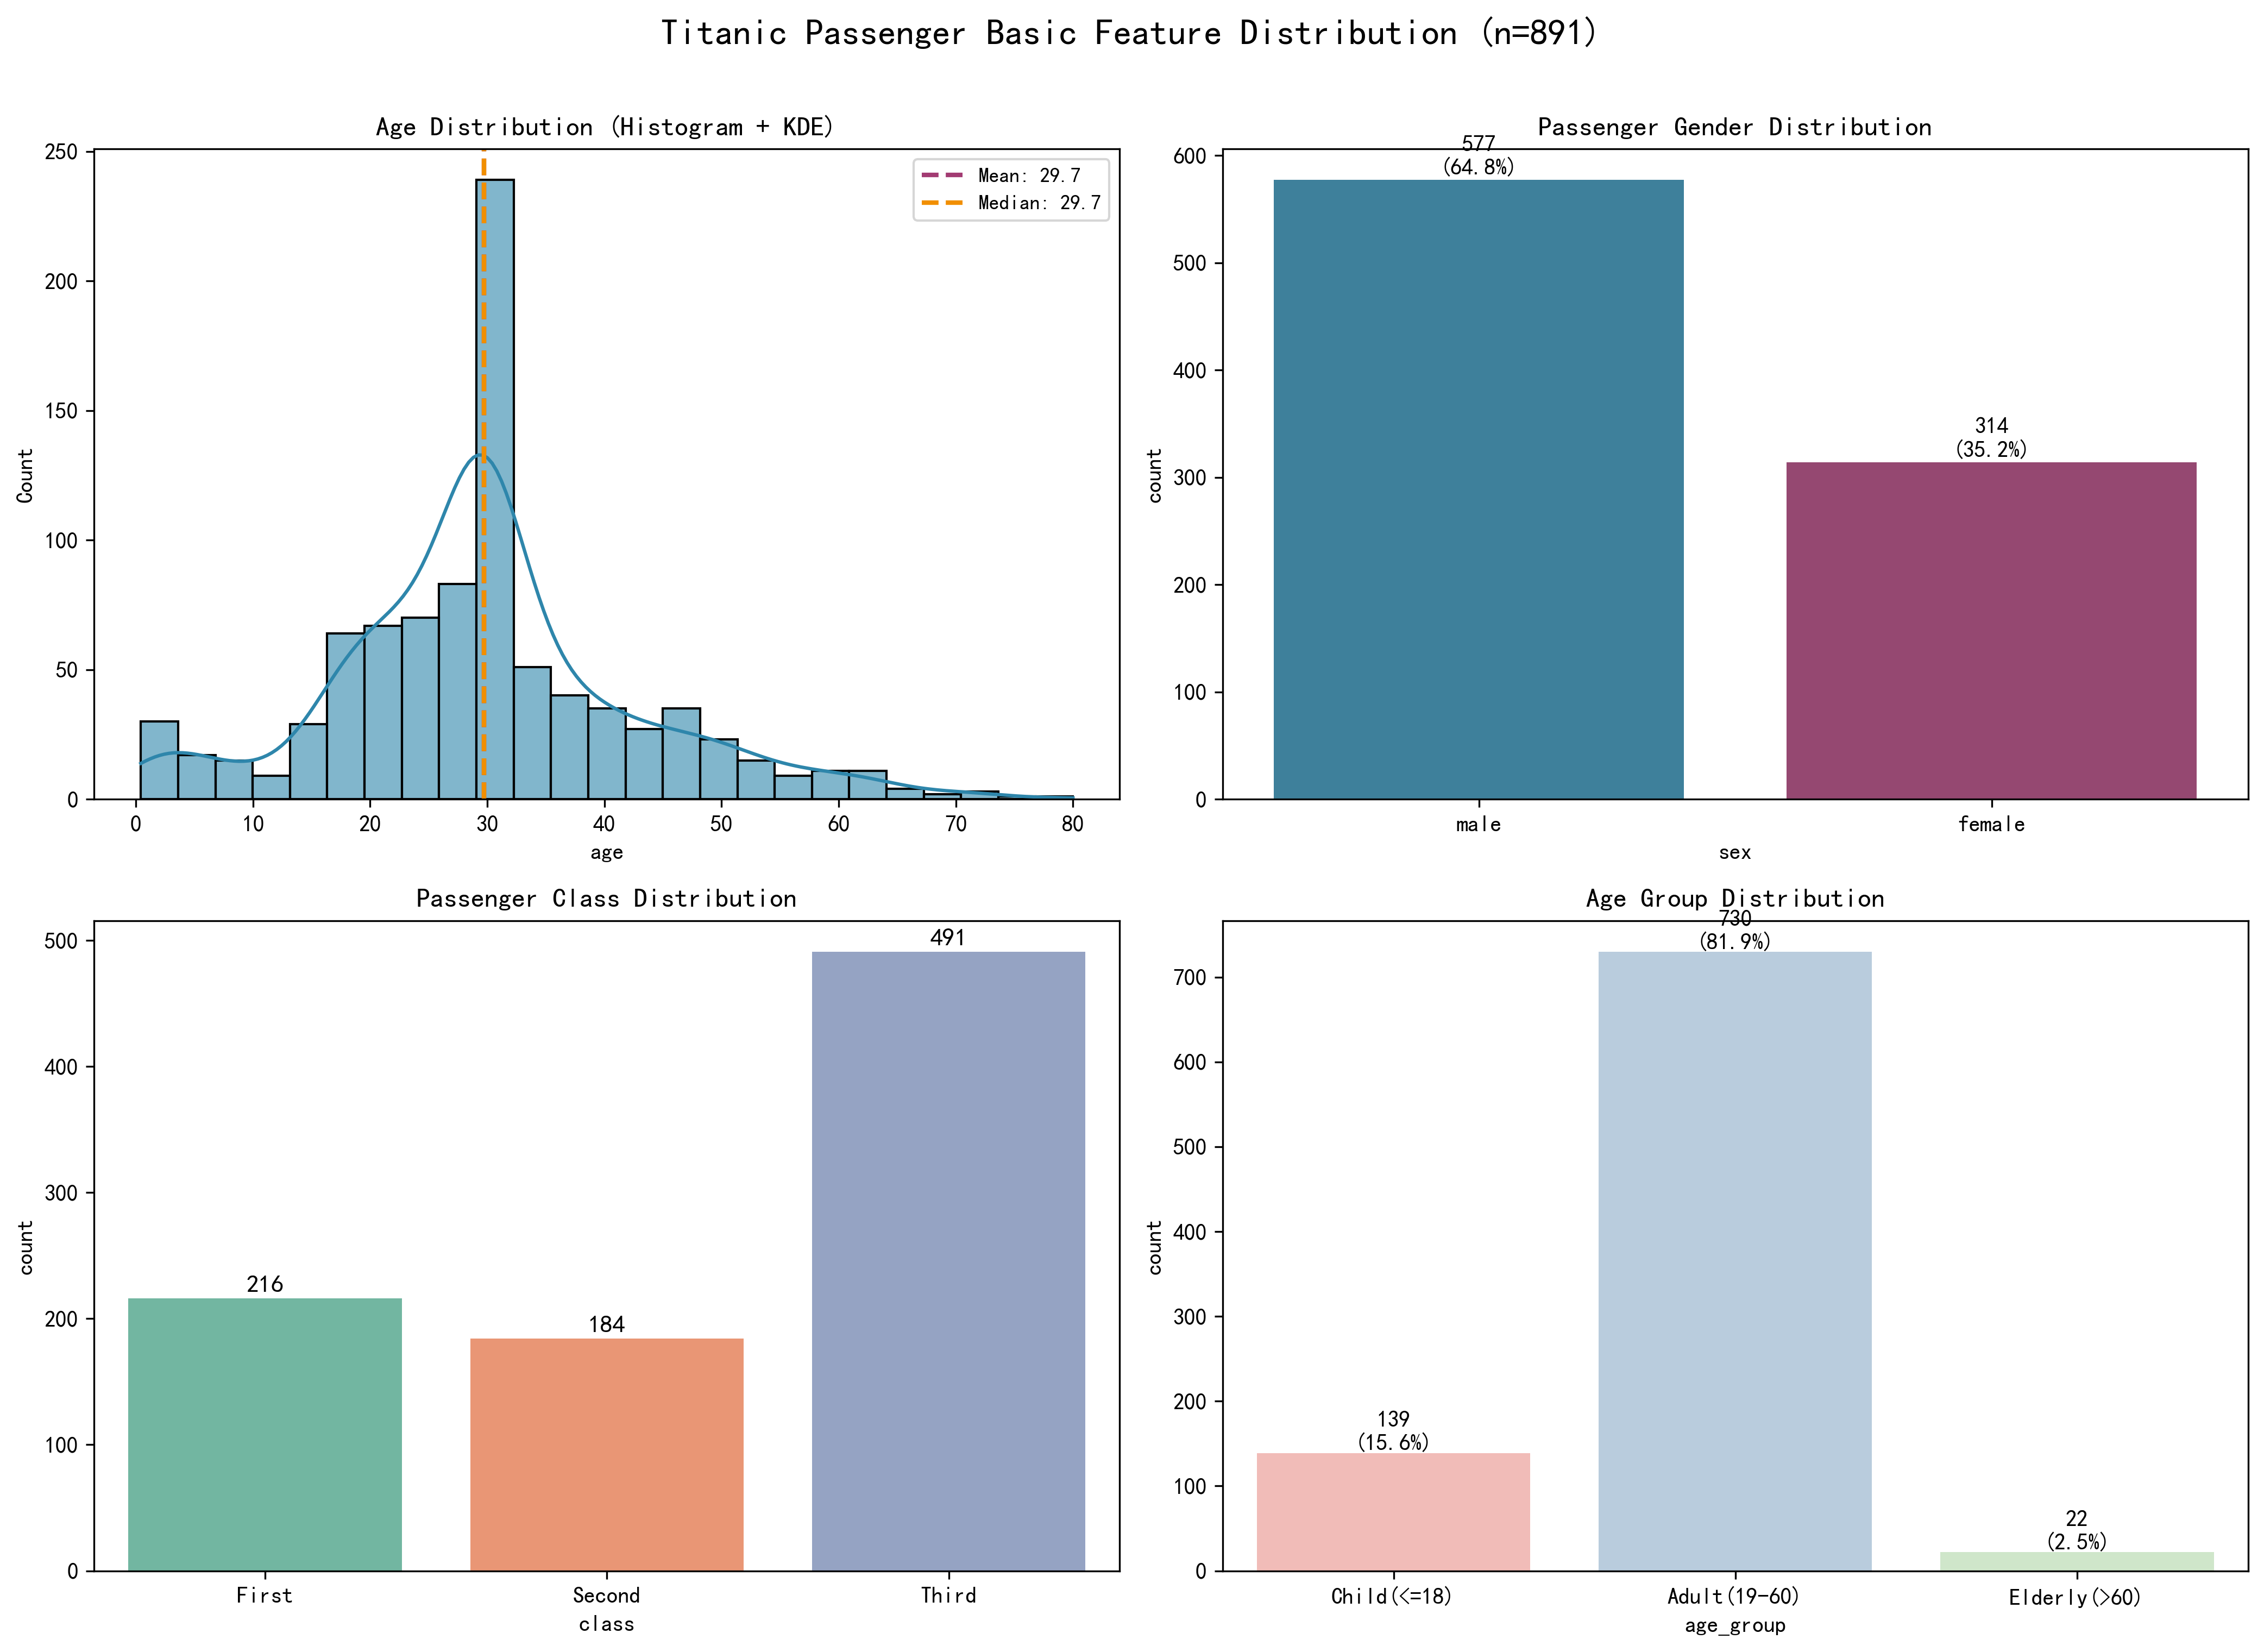 Titanic Passenger Basic Feature Distribution (n=891)
Age Distribution (Histogram + KDE)
250
200
150
100
50
0
Count
Mean: 29.7
Median: 29.7
0 10 20 30 40 50 60 70 80
age
Passenger Gender Distribution
600
500
400
300
200
100
0
count
577
(64.8%)
314
(35.2%)
male female
sex
Passenger Class Distribution
500
400
300
200
100
0
count
216
184
491
First Second Third
class
Age Group Distribution
700
600
500
400
300
200
100
0
count
139
(15.6%)
730
(81.9%)
22
(2.5%)
Child(<=18) Adult(19-60) Elderly(>60)
age_group